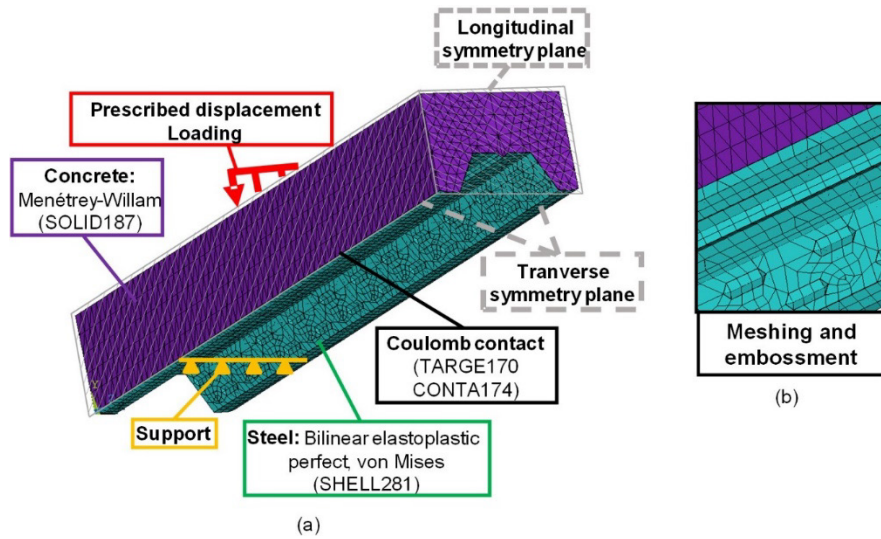 Longitudinal
symmetry plane
Prescribed displacement
Loading
Concrete:
Menétrey-Willam
(SOLID187)
Tranverse
symmetry plane
Coulomb contact
(TARGE170
CONTA174)
Support
Steel: Bilinear elastoplastic
perfect, von Mises
(SHELL281)
(a)
Meshing and
embossment
(b)